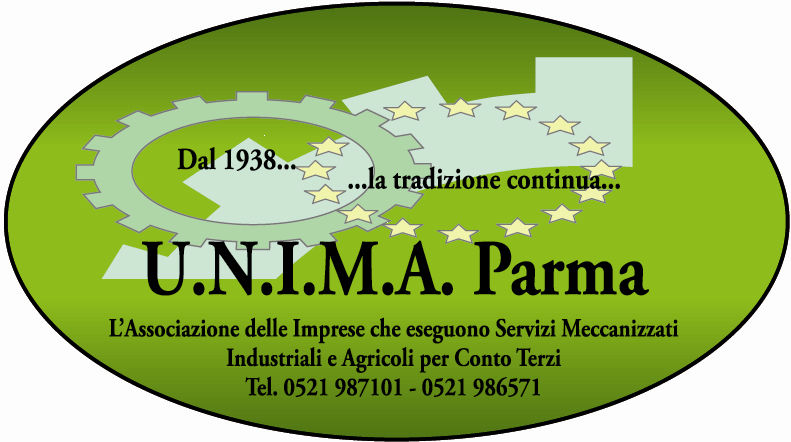 Dal 1938...
...la tradizione continua...
U.N.I.M.A. Parma
L'Associazione delle Imprese che eseguono Servizi Meccanizzati
Industriali e Agricoli per Conto Terzi
Tel. 0521 987101 - 0521 986571